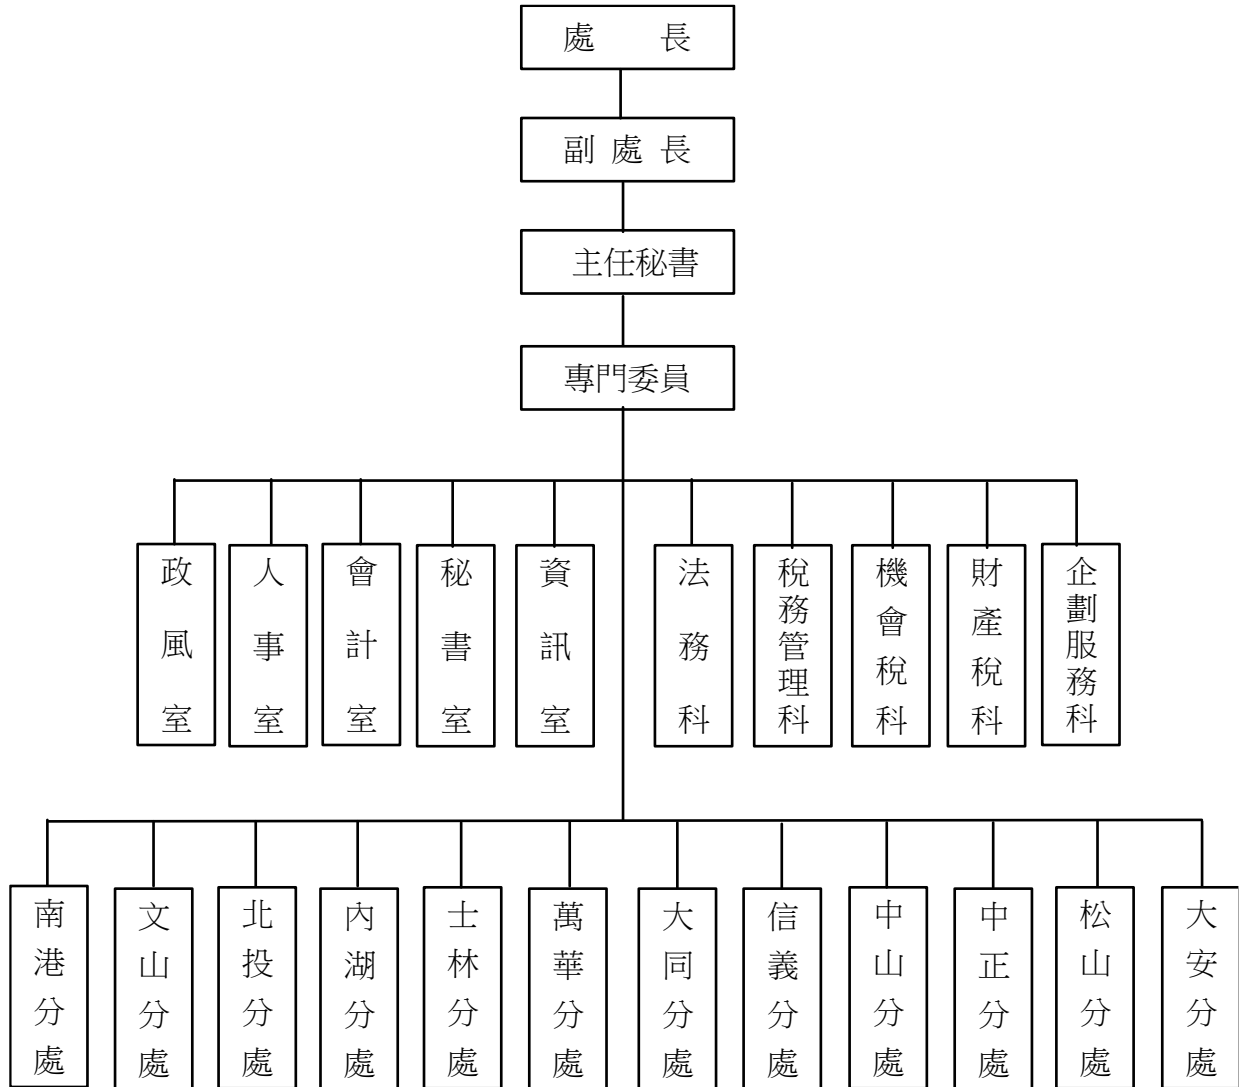 處長
副處長
主任秘書
專門委員
政風室
人事室
會計室
秘書室
資訊室
法務科
稅務管理科
機會稅科
財產稅科
企劃服務科
南港分處
文山分處
北投分處
內湖分處
士林分處
萬華分處
大同分處
信義分處
中山分處
中正分處
松山分處
大安分處